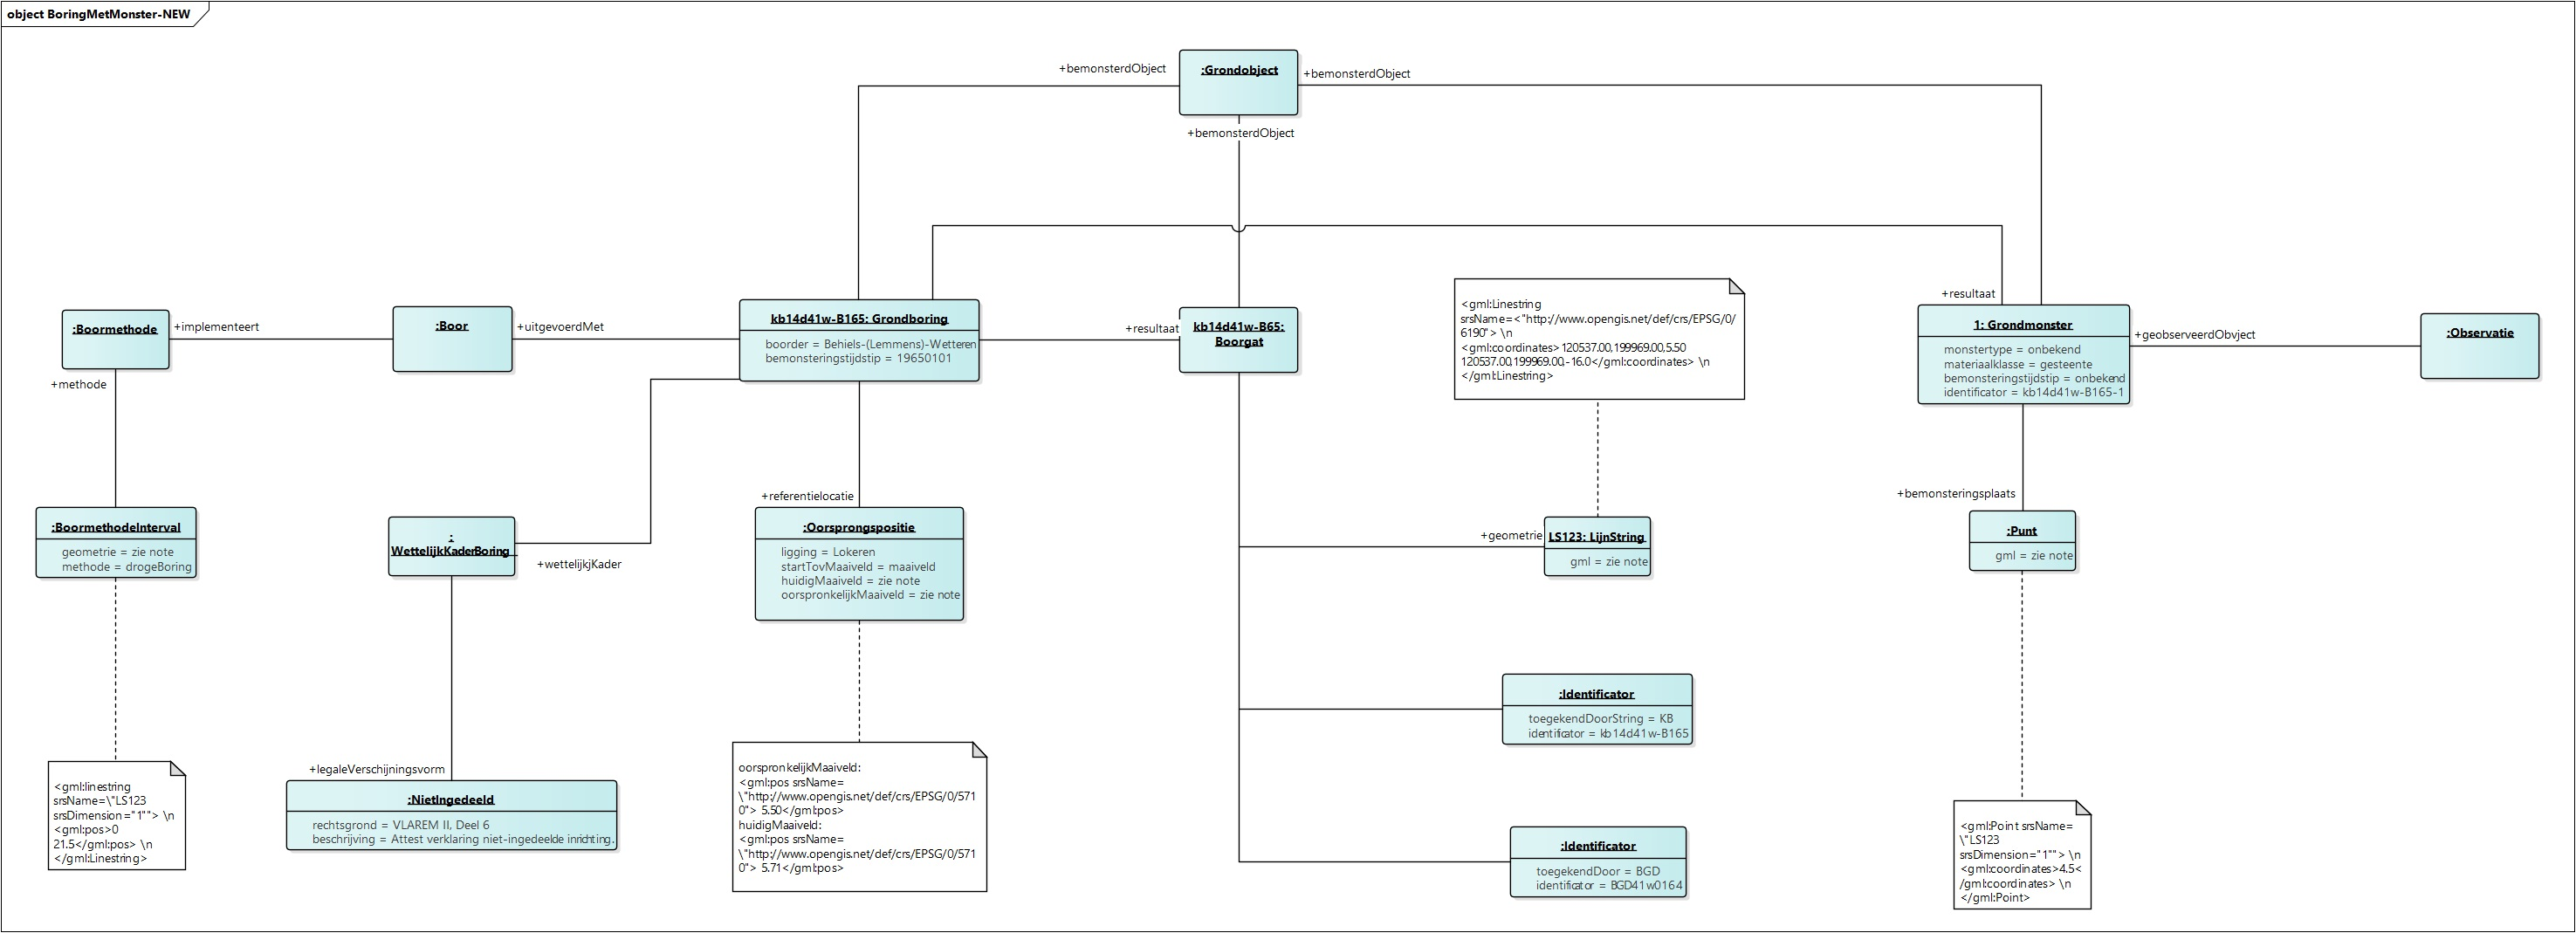 object BoringMetMonster-NEW
:Grondobject
+bemonsterdObject
+bemonsterdObject
+bemonsterdObject
:Boormethode
+implementeert
+methode
:Boor
+uitgevoerdMet
kb14d41w-B165: Grondboring
boorder = Behiels-(Lemmens)-Wetteren
bemonsteringstijdstip = 19650101
+resultaat
kb14d41w-B65:
Boorgat
<gml:Linestring
srsName=<"http://www.opengis.net/def/crs/EPSG/0/
6190"> \n
<gml:coordinates>120537.00,199969.00,5.50
120537.00,199969.00,-16.0</gml:coordinates> \n
</gml:Linestring>
+resultaat
1: Grondmonster
monstertype = onbekend
materiaalklasse = gesteente
bemonsteringstijdstip = onbekend
identificator = kb14d41w-B165-1
+geobserveerdObvject
:Observatie
:BoormethodeInterval
geometrie = zie note
methode = drogeBoring
:
WettelijkKaderBoring
+wettelijkjKader
+referentielocatie
:Oorsprongspositie
ligging = Lokeren
startTovMaaiveld = maaiveld
huidigMaaiveld = zie note
oorspronkelijkMaaiveld = zie note
+geometrie
LS123: LijnString
gml = zie note
+bemonsteringsplaats
:Punt
gml = zie note
:Identificator
toegekendDoorString = KB
identificator = kb14d41w-B165
:Identificator
toegekendDoor = BGD
identificator = BGD41w0164
<gml:linestring
srsName=\"LS123
srsDimension="1""> \n
<gml:pos>0
21.5</gml:pos> \n
</gml:Linestring>
+legaleVerschijningsvorm
:NietIngedeeld
rechtsgrond = VLAREM II, Deel 6
beschrijving = Attest verklaring niet-ingedeelde inrichting.
oorspronkelijkMaaiveld:
<gml:pos srsName=
\"http://www.opengis.net/def/crs/EPSG/0/571
0"> 5.50</gml:pos>
huidigMaaiveld:
<gml:pos srsName=
\"http://www.opengis.net/def/crs/EPSG/0/571
0"> 5.71</gml:pos>
<gml:Point srsName=
\"LS123
srsDimension="1""> \n
<gml:coordinates>4.5<
/gml:coordinates> \n
</gml:Point>